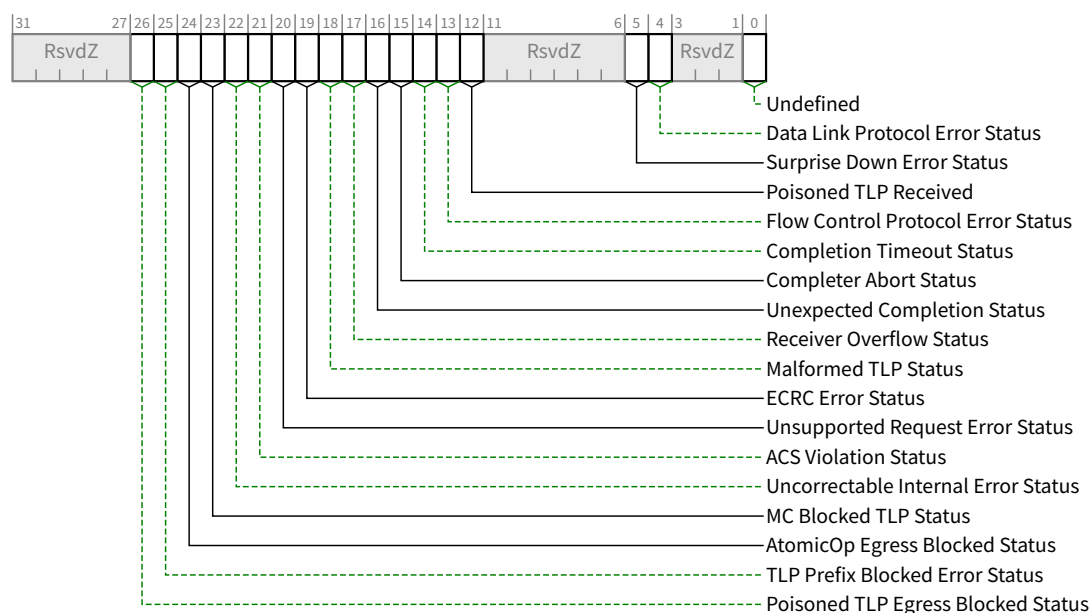 31 27 26 25 24 23 22 21 20 19 18 17 16 15 14 13 12 11 6 5 4 3 1 0
RsvdZ RsvdZ RsvdZ
Undefined
Data Link Protocol Error Status
Surprise Down Error Status
Poisoned TLP Received
Flow Control Protocol Error Status
Completion Timeout Status
Completer Abort Status
Unexpected Completion Status
Receiver Overflow Status
Malformed TLP Status
ECRC Error Status
Unsupported Request Error Status
ACS Violation Status
Uncorrectable Internal Error Status
MC Blocked TLP Status
AtomicOp Egress Blocked Status
TLP Prefix Blocked Error Status
Poisoned TLP Egress Blocked Status